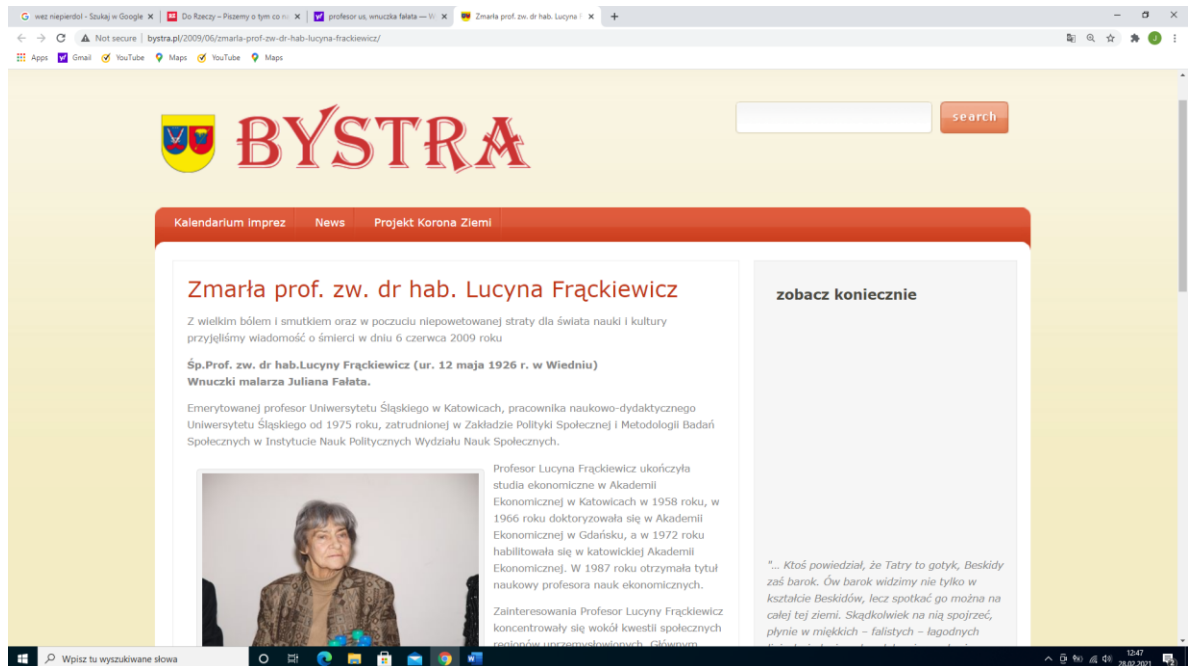 wez niepierdol - Szukaj w Google
Do Rzeczy – Piszemy o tym co na
profesor us, wnuczka fałata — W
Zmarła prof. zw. dr hab. Lucyna F
Not secure | bystra.pl/2009/06/zmarla-prof-zw-dr-hab-lucyna-frackiewicz/
Apps Gmail YouTube Maps YouTube Maps
BYSTRA
search
Kalendarium imprez News Projekt Korona Ziemi
Zmarła prof. zw. dr hab. Lucyna Frąckiewicz
Z wielkim bólem i smutkiem oraz w poczuciu niepowetowanej straty dla świata nauki i kultury
przyjęliśmy wiadomość o śmierci w dniu 6 czerwca 2009 roku
Śp.Prof. zw. dr hab.Lucyny Frąckiewicz (ur. 12 maja 1926 r. w Wiedniu)
Wnuczki malarza Juliana Fałata.
Emerytowanej profesor Uniwersytetu Śląskiego w Katowicach, pracownika naukowo-dydaktycznego
Uniwersytetu Śląskiego od 1975 roku, zatrudnionej w Zakładzie Polityki Społecznej i Metodologii Badań
Społecznych w Instytucie Nauk Politycznych Wydziału Nauk Społecznych.
Profesor Lucyna Frąckiewicz ukończyła
studia ekonomiczne w Akademii
Ekonomicznej w Katowicach w 1958 roku, w
1966 roku doktoryzowała się w Akademii
Ekonomicznej w Gdańsku, a w 1972 roku
habilitowała się w katowickiej Akademii
Ekonomicznej. W 1987 roku otrzymała tytuł
naukowy profesora nauk ekonomicznych.
Zainteresowania Profesor Lucyny Frąckiewicz
koncentrowały się wokół kwestii społecznych
regionów uprzemysłowionych. Głównym
zobacz koniecznie
"... Ktoś powiedział, że Tatry to gotyk, Beskidy
zaś barok. Ów barok widzimy nie tylko w
kształcie Beskidów, lecz spotkać go można na
całej tej ziemi. Skądkolwiek na nią spojrzeć,
płynie w miękkich – falistych – łagodnych
Wpisz tu wyszukiwane słowa
12:47
28.02.2021